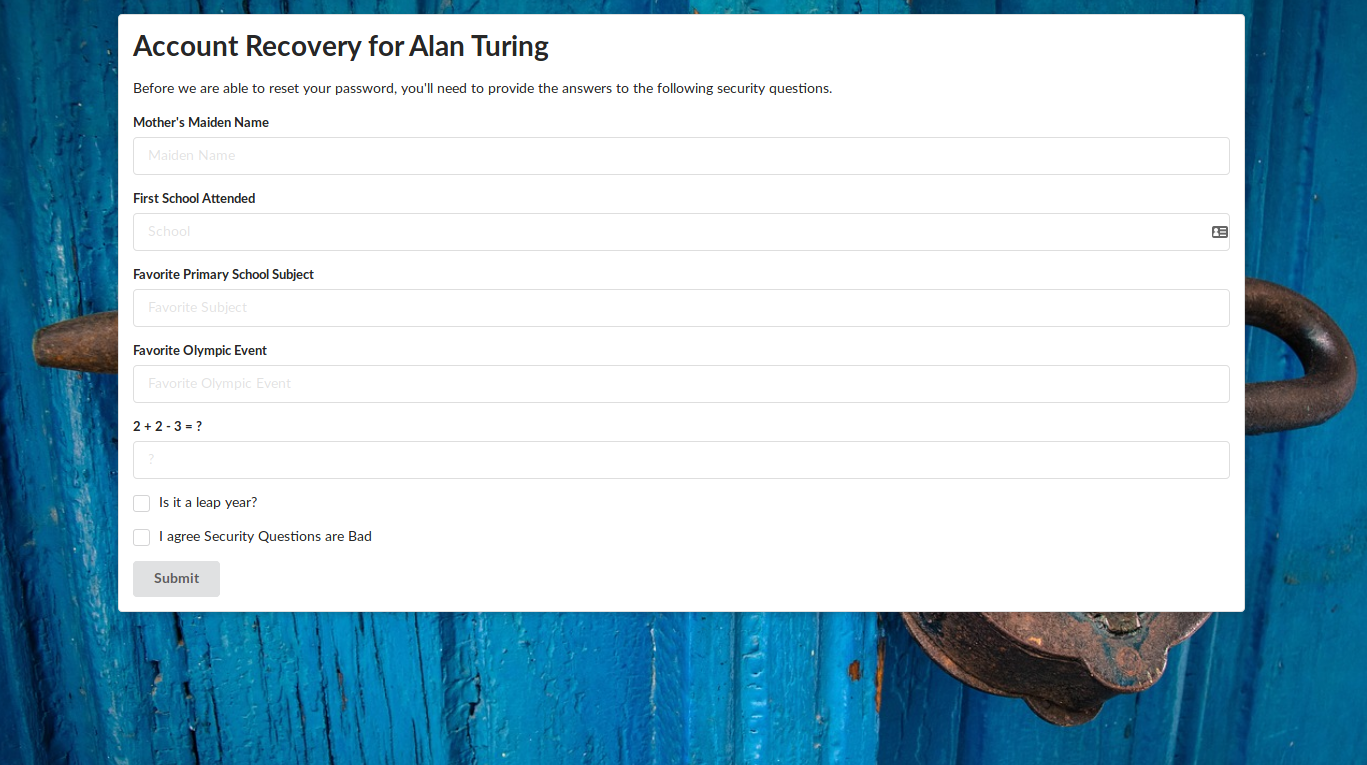 Account Recovery for Alan Turing
Before we are able to reset your password, you'll need to provide the answers to the following security questions.
Mother's Maiden Name
Maiden Name
First School Attended
School
Favorite Primary School Subject
Favorite Subject
Favorite Olympic Event
Favorite Olympic Event
2 + 2 - 3 = ?
?
Is it a leap year?
I agree Security Questions are Bad
Submit